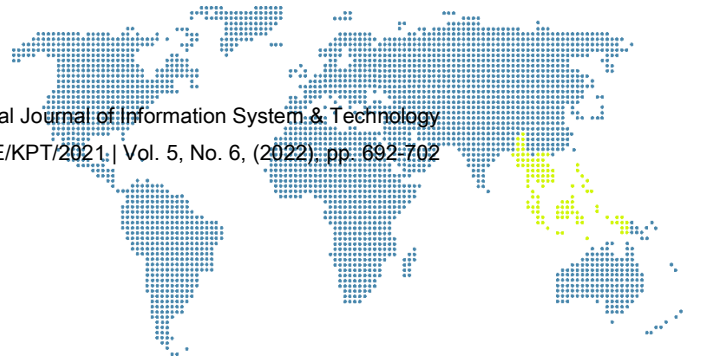 al Journal of Information System & Technology
E/KPT/2021 | Vol. 5, No. 6, (2022), pp. 692-702